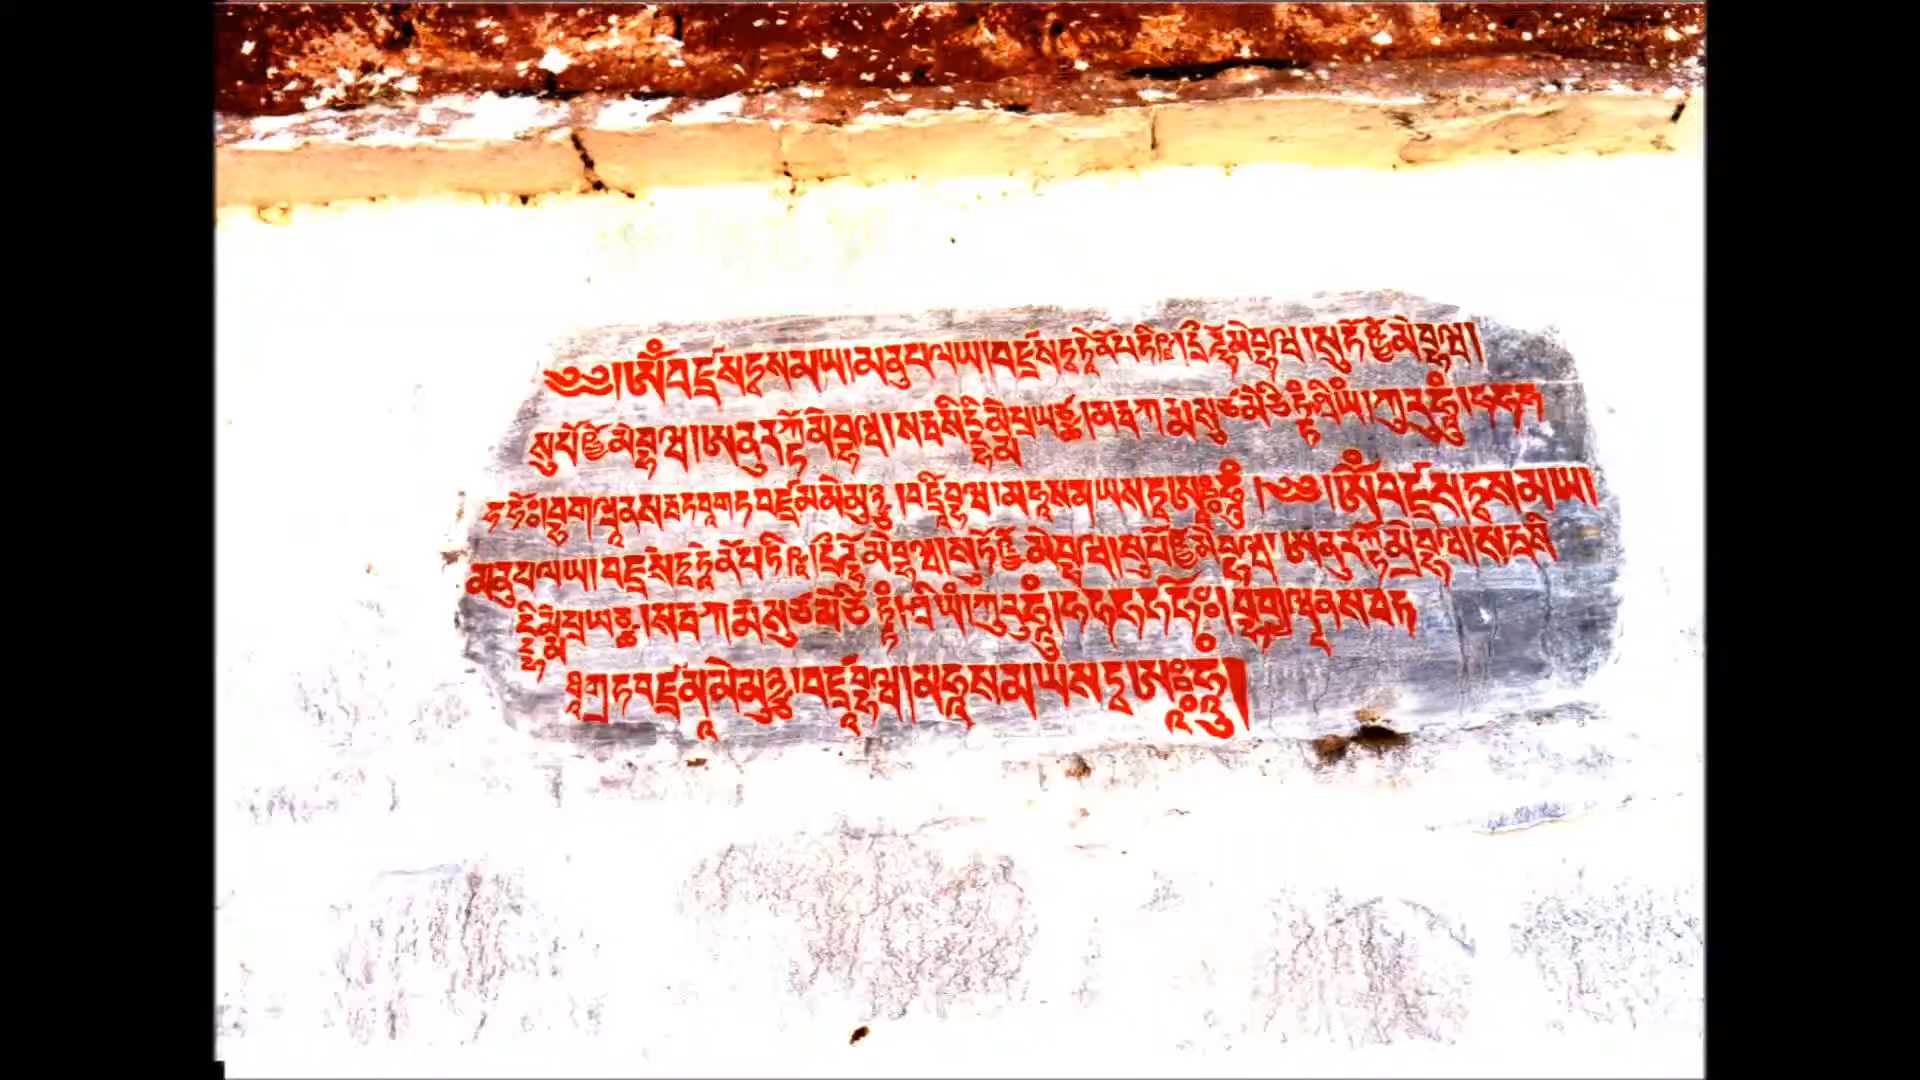 ༄༅།ཨོཾ་བཛྲ་སཏྭ་ས་མ་ཡ།མ་ནུ་པཱ་ལ་ཡ།བཛྲ་སཏྭ་ཏྭེ་ནོ་པ་ཏིཥྛ།དྲྀ་ཌྷོ་མེ་བྷ་ཝ།སུ་ཏོ་ཥྱོ་མེ་བྷ་ཝ།
སུ་པོ་ཥྱོ་མེ་བྷ་ཝ།ཨ་ནུ་རཀྟོ་མེ་བྷ་ཝ།སརྦ་སིདྡྷི་མྨེ་པྲ་ཡཙྪ།སརྦ་ཀརྨ་སུ་ཙ་མེ་ཙིཏྟཾ་ཤྲི་ཡཾ།ཀུ་རུ་ཧཱུྃ།ཧ་ཧ་ཧ
ཧ་ཧོཿ།བྷ་ག་ཝཱན་སརྦ་ཏ་ཐཱ་ག་ཏ་བཛྲ་མཱ་མེ་མུཉྩ།བཛྲཱི་བྷ་ཝ།མ་ཧཱ་ས་མ་ཡ་སཏྭ་ཨཱཿཧཱུྃ།༄༅།ཨོཾ་བཛྲ་སཏྭ་ས་མ་ཡ།
མ་ནུ་པཱ་ལ་ཡ།བཛྲ་སཏྭ་ཏྭེ་ནོ་པ་ཏིཥྛ།དྲྀ་ཌྷོ་མེ་བྷ་ཝ།སུ་ཏོ་ཥྱོ་མེ་བྷ་ཝ།སུ་པོ་ཥྱོ་མེ་བྷ་ཝ།ཨ་ནུ་རཀྟོ་མེ་བྷ་ཝ།སརྦ་སི
དྡྷི་མྨེ་པྲ་ཡཙྪ།སརྦ་ཀརྨ་སུ་ཙ་མེ་ཙིཏྟཾ་ཤྲི་ཡཾ།ཀུ་རུ་ཧཱུྃ།ཧ་ཧ་ཧ་ཧ་ཧོཿ།བྷ་ག་ཝཱན་སརྦ་ཏ
ཐཱ་ག་ཏ་བཛྲ་མཱ་མེ་མུཉྩ།བཛྲཱི་བྷ་ཝ།མ་ཧཱ་ས་མ་ཡ་སཏྭ་ཨཱཿཧཱུྃ།